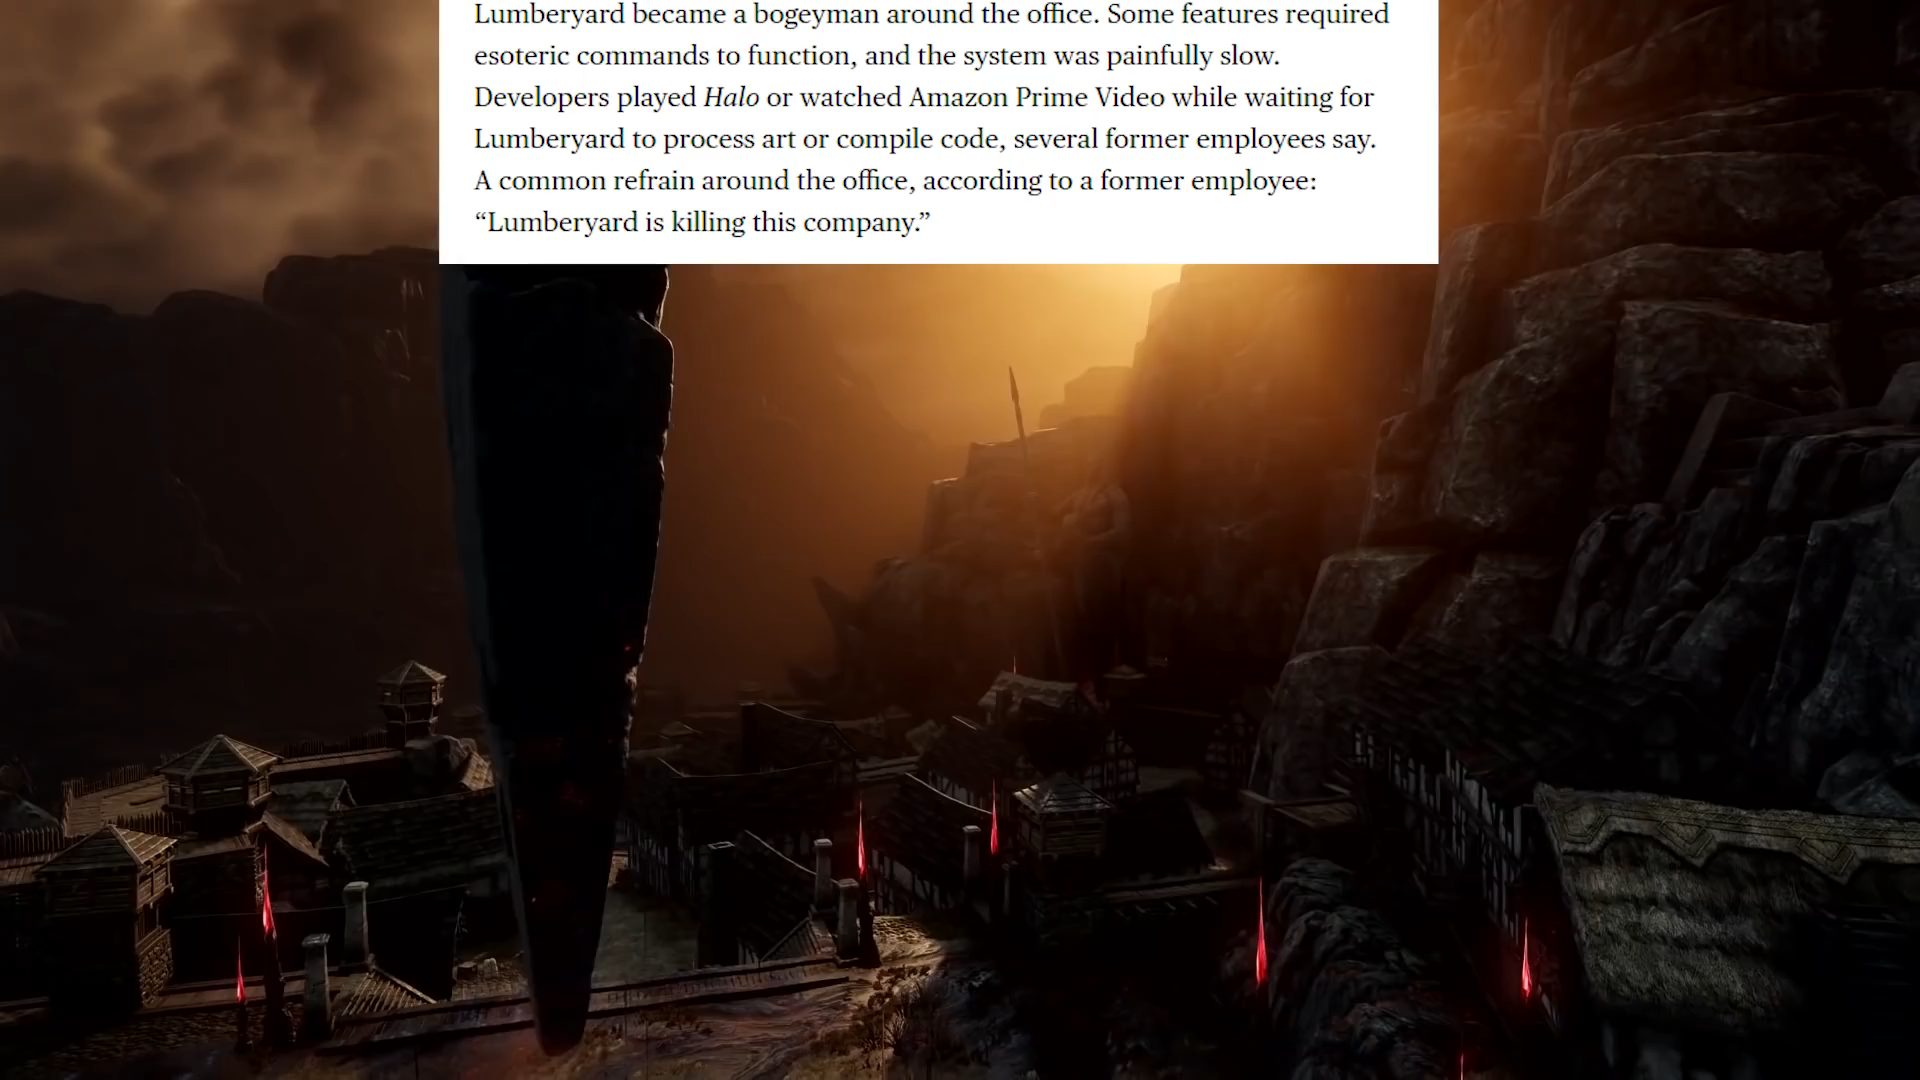 Lumberyard became a bogeyman around the office. Some features required
esoteric commands to function, and the system was painfully slow.
Developers played Halo or watched Amazon Prime Video while waiting for
Lumberyard to process art or compile code, several former employees say.
A common refrain around the office, according to a former employee:
“Lumberyard is killing this company.”